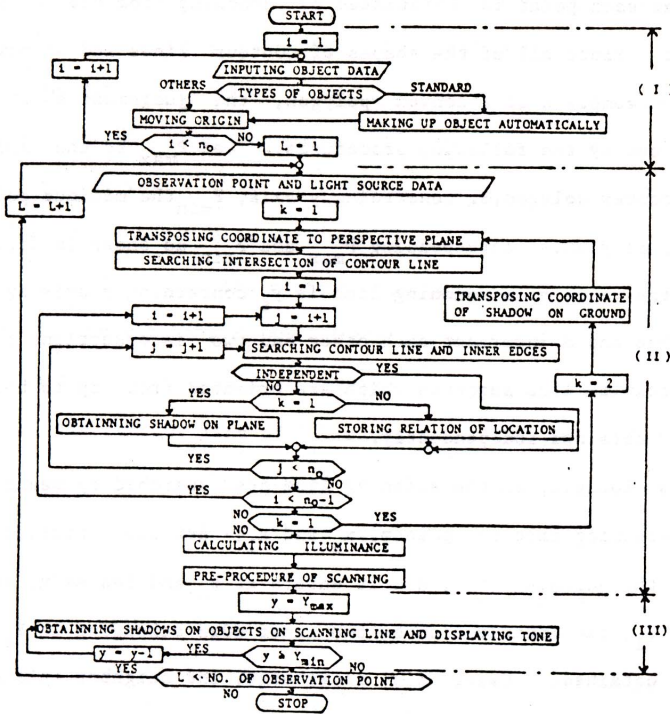 START
i = 1
i = i+1
INPUTING OBJECT DATA
OTHERS
TYPES OF OBJECTS
STANDARD
( I )
MOVING ORIGIN
MAKING UP OBJECT AUTOMATICALLY
YES
i < n0
NO
L = 1
OBSERVATION POINT AND LIGHT SOURCE DATA
L = L+1
k = 1
TRANSPOSING COORDINATE TO PERSPECTIVE PLANE
SEARCHING INTERSECTION OF CONTOUR LINE
i = 1
TRANSPOSING COORDINATE
OF SHADOW ON GROUND
i = i+1
j = i+1
j = j+1
SEARCHING CONTOUR LINE AND INNER EDGES
( II )
INDEPENDENT
YES
NO
k = 2
YES
k = 1
NO
OBTAINNING SHADOW ON PLANE
STORING RELATION OF LOCATION
YES
j < n0
NO
YES
i < n0-1
NO
k = 1
YES
NO
CALCULATING ILLUMINANCE
PRE-PROCEDURE OF SCANNING
y = Ymax
OBTAINNING SHADOWS ON OBJECTS ON SCANNING LINE AND DISPLAYING TONE
(III)
y = y-1
YES
y ≥ Ymin
NO
YES
L < NO. OF OBSERVATION POINT
NO
STOP